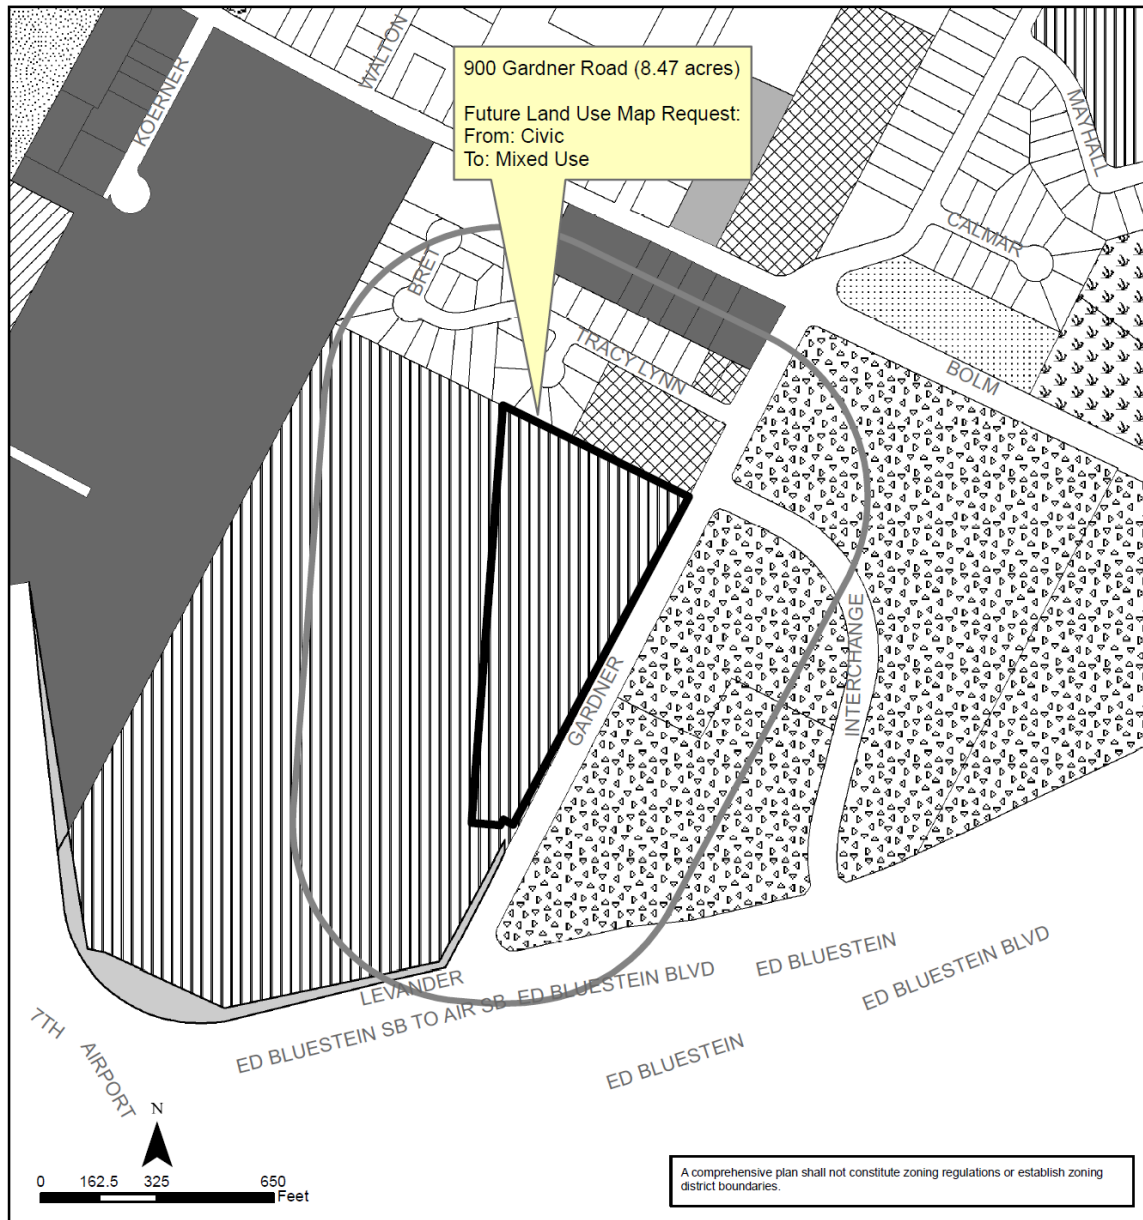 KOERNER
WALTON
900 Gardner Road (8.47 acres)
Future Land Use Map Request:
From: Civic
To: Mixed Use
MAYHALL
CALMAR
BRET
TRACY LYNN
BOLM
INTERCHANGE
GARDNER
LEVANDER
ED BLUESTEIN SB TO AIR SB
ED BLUESTEIN BLVD
ED BLUESTEIN
ED BLUESTEIN BLVD
ED BLUESTEIN
7TH
AIRPORT
N
0 162.5 325 650
Feet
A comprehensive plan shall not constitute zoning regulations or establish zoning
district boundaries.